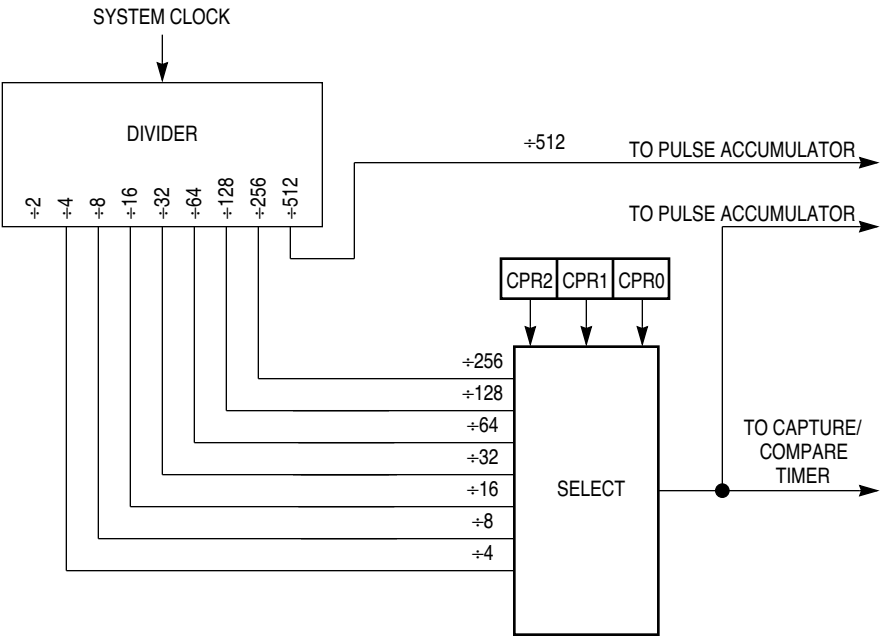 SYSTEM CLOCK
DIVIDER
÷2
÷4
÷8
÷16
÷32
÷64
÷128
÷256
÷512
÷512
TO PULSE ACCUMULATOR
TO PULSE ACCUMULATOR
CPR2 CPR1 CPR0
÷256
÷128
÷64
÷32
÷16
÷8
÷4
SELECT
TO CAPTURE/
COMPARE
TIMER